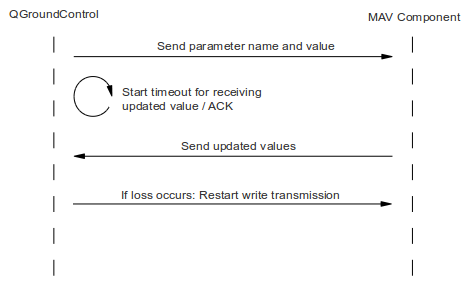 QGroundControl
MAV Component
Send parameter name and value
Start timeout for receiving
updated value / ACK
Send updated values
If loss occurs: Restart write transmission